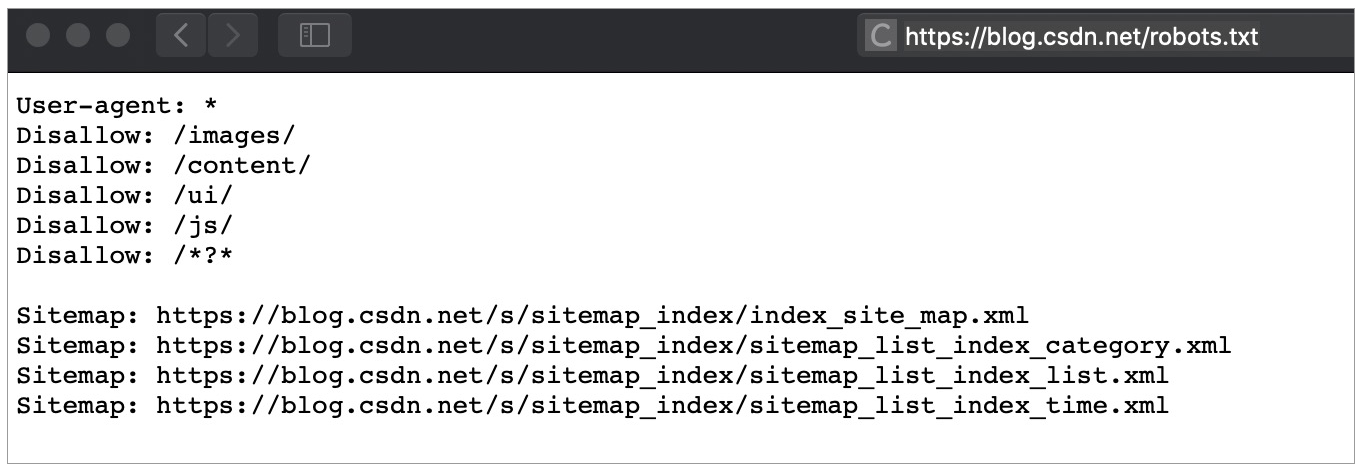 https://blog.csdn.net/robots.txt
User-agent: *
Disallow: /images/
Disallow: /content/
Disallow: /ui/
Disallow: /js/
Disallow: /*?*
Sitemap: https://blog.csdn.net/s/sitemap_index/index_site_map.xml
Sitemap: https://blog.csdn.net/s/sitemap_index/sitemap_list_index_category.xml
Sitemap: https://blog.csdn.net/s/sitemap_index/sitemap_list_index_list.xml
Sitemap: https://blog.csdn.net/s/sitemap_index/sitemap_list_index_time.xml